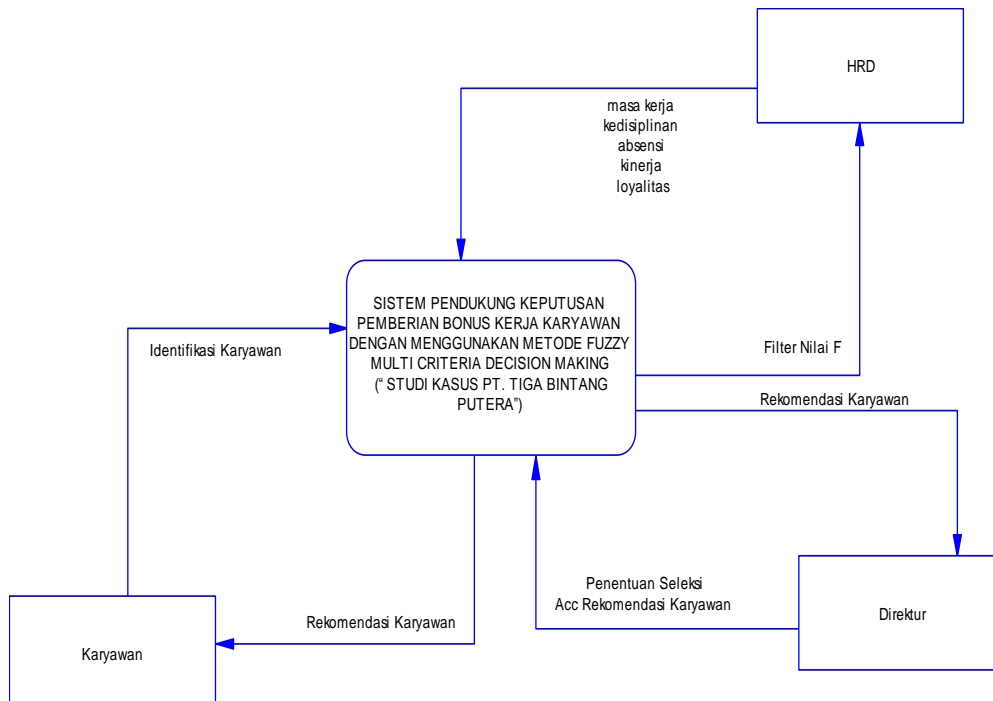 HRD
masa kerja
kedisiplinan
absensi
kinerja
loyalitas
SISTEM PENDUKUNG KEPUTUSAN
PEMBERIAN BONUS KERJA KARYAWAN
DENGAN MENGGUNAKAN METODE FUZZY
MULTI CRITERIA DECISION MAKING
(“ STUDI KASUS PT. TIGA BINTANG
PUTERA”)
Identifikasi Karyawan
Filter Nilai F
Rekomendasi Karyawan
Penentuan Seleksi
Acc Rekomendasi Karyawan
Direktur
Rekomendasi Karyawan
Karyawan